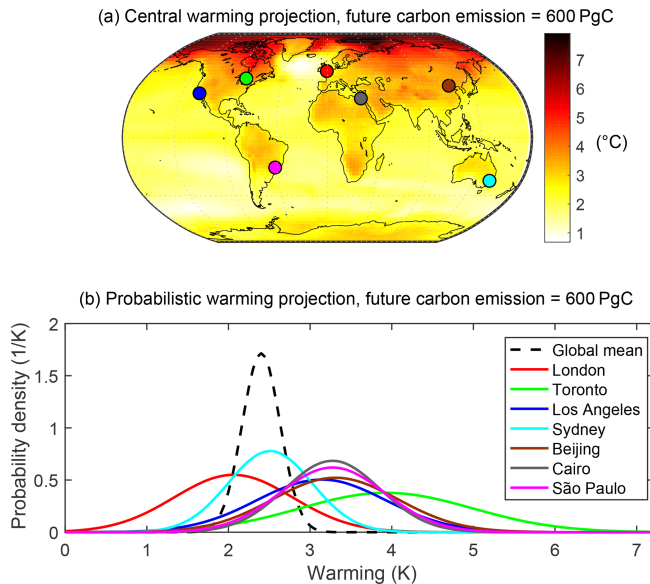 (a) Central warming projection, future carbon emission = 600 PgC
7
6
5
4
3
2
1
(°C)
(b) Probabilistic warming projection, future carbon emission = 600 PgC
Probability density (1/K)
2
1.5
1
0.5
0
Global mean
London
Toronto
Los Angeles
Sydney
Beijing
Cairo
São Paulo
0 1 2 3 4 5 6 7
Warming (K)